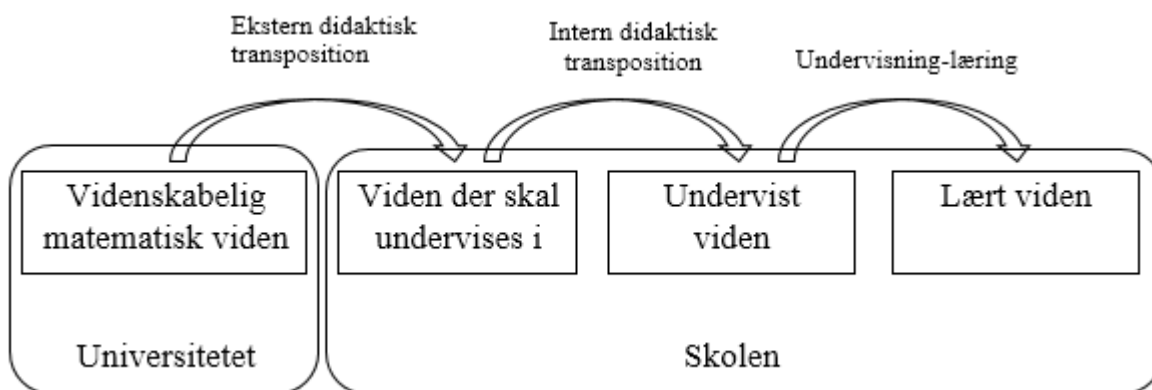 Ekstern didaktisk
transposition
Intern didaktisk
transposition
Undervisning-læring
Videnskabelig
matematisk viden
Viden der skal
undervises i
Undervist
viden
Lært viden
Universitetet
Skolen